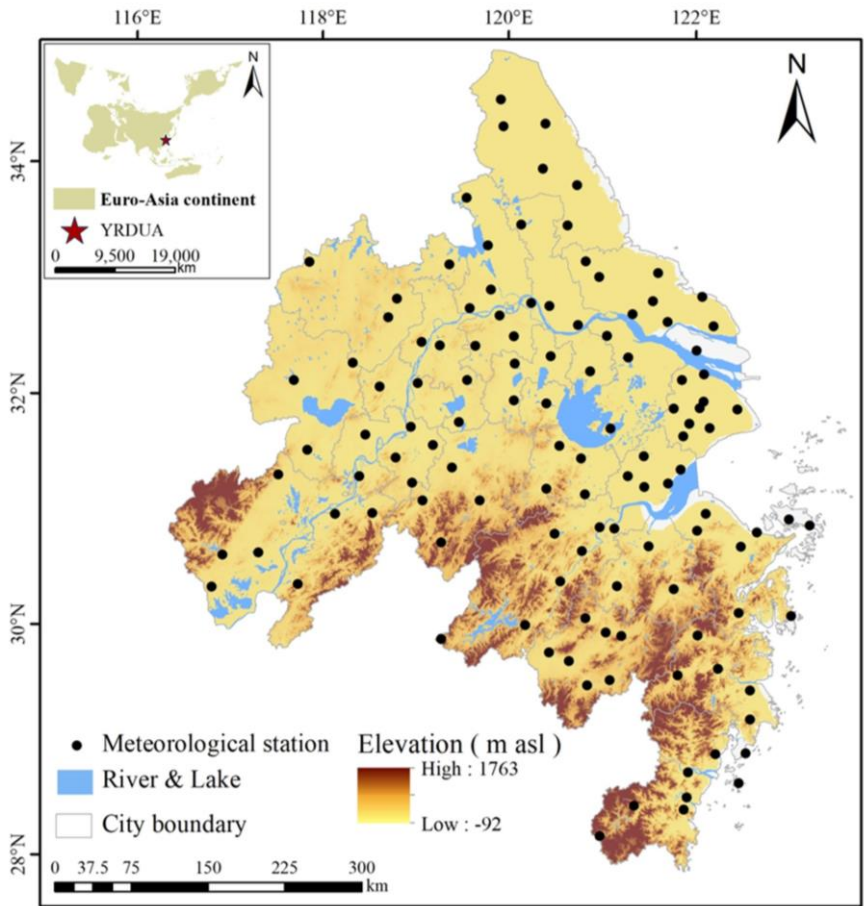 116°E 118°E 120°E 122°E
N
N
34°N
Euro-Asia continent
YRDUA
0 9,500 19,000
km
32°N
30°N
Meteorological station
River & Lake
City boundary
Elevation ( m asl )
High : 1763
Low : -92
28°N
0 37.5 75 150 225 300
km